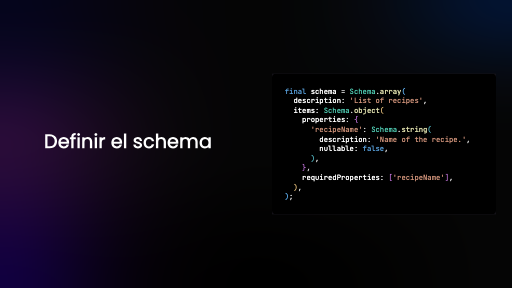 Definir el schema
final schema = Schema.array(
description: 'List of recipes',
items: Schema.object(
properties: {
'recipeName': Schema.string(
description: 'Name of the recipe.',
nullable: false,
),
},
requiredProperties: ['recipeName'],
),
);